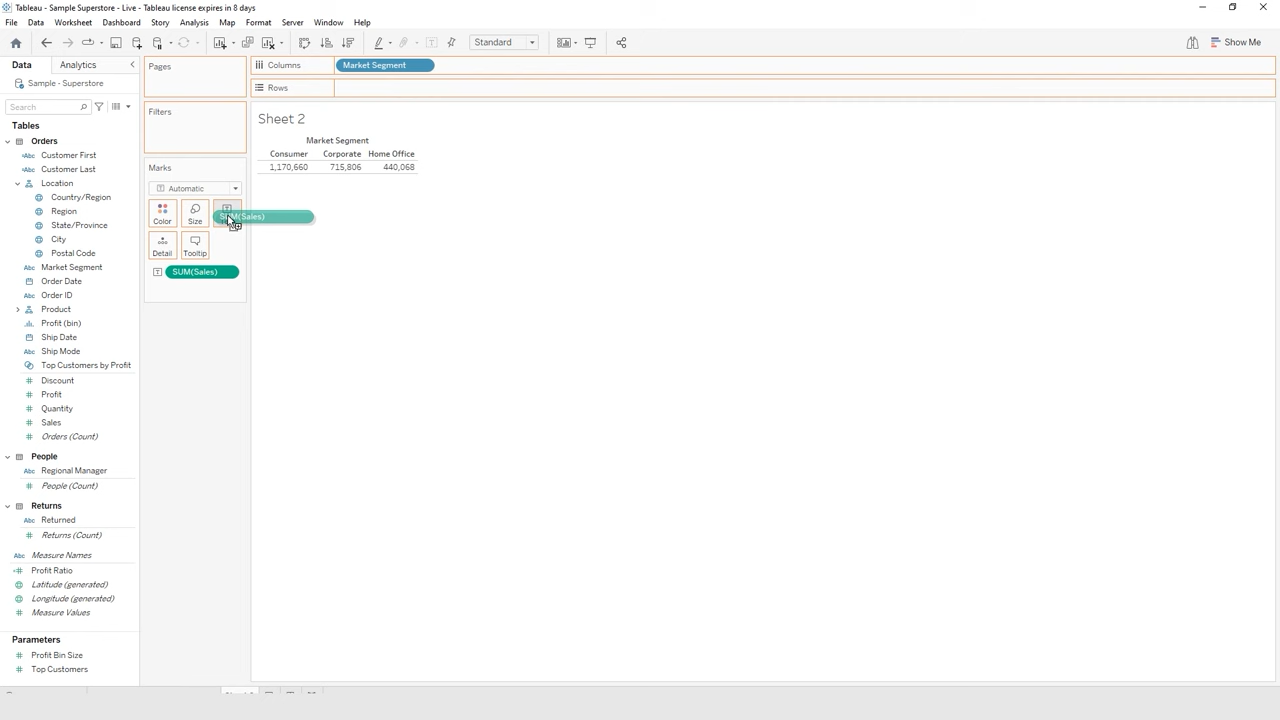 Tableau - Sample Superstore - Live - Tableau license expires in 8 days
File Data Worksheet Dashboard Story Analysis Map Format Server Window Help
Standard Show Me
Data Analytics
Sample - Superstore
Search
Tables
Orders
Customer First
Customer Last
Location
Country/Region
Region
State/Province
City
Postal Code
Market Segment
Order Date
Order ID
Product
Profit (bin)
Ship Date
Ship Mode
Top Customers by Profit
Discount
Profit
Quantity
Sales
Orders (Count)
People
Regional Manager
People (Count)
Returns
Returned
Returns (Count)
Measure Names
Profit Ratio
Latitude (generated)
Longitude (generated)
Measure Values
Parameters
Profit Bin Size
Top Customers
Pages
Filters
Marks
Automatic
Color Size
SUM(Sales)
Detail Tooltip
SUM(Sales)
Columns Market Segment
Rows
Sheet 2
Market Segment
Consumer Corporate Home Office
1,170,660 715,806 440,068